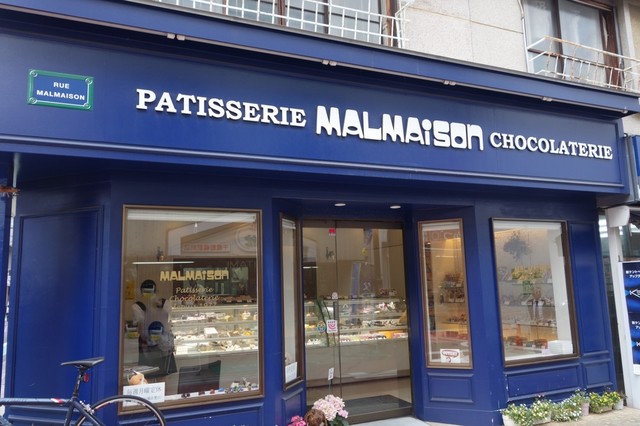 RUE
MALMAISON
PATISSERIE MALMAISON CHOCOLATERIE
MALMAISON
Patisserie
Chocolaterie